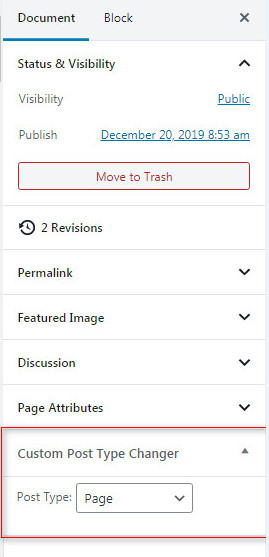 Document Block
Status & Visibility
Visibility Public
Publish December 20, 2019 8:53 am
Move to Trash
2 Revisions
Permalink
Featured Image
Discussion
Page Attributes
Custom Post Type Changer
Post Type: Page